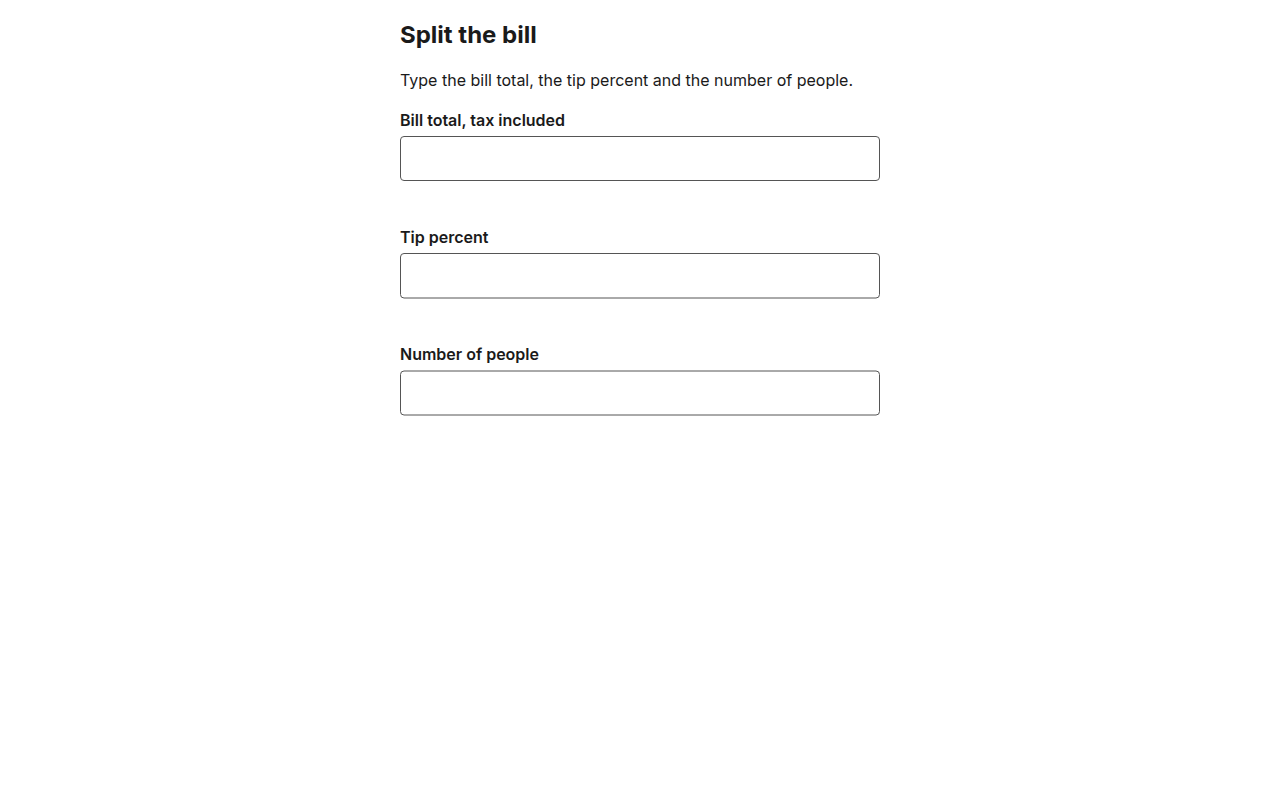 Split the bill
Type the bill total, the tip percent and the number of people.
Bill total, tax included
Tip percent
Number of people